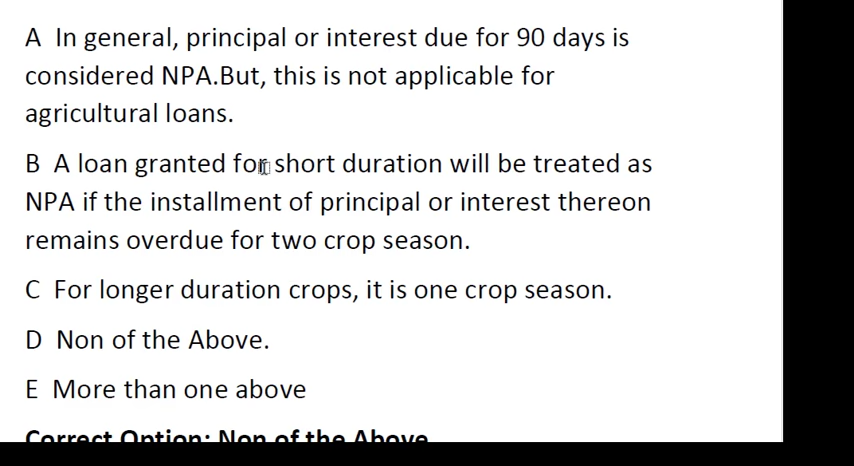 A In general, principal or interest due for 90 days is
considered NPA.But, this is not applicable for
agricultural loans.
B A loan granted for short duration will be treated as
NPA if the installment of principal or interest thereon
remains overdue for two crop season.
C For longer duration crops, it is one crop season.
D Non of the Above.
E More than one above
Correct Option: Non of the Above